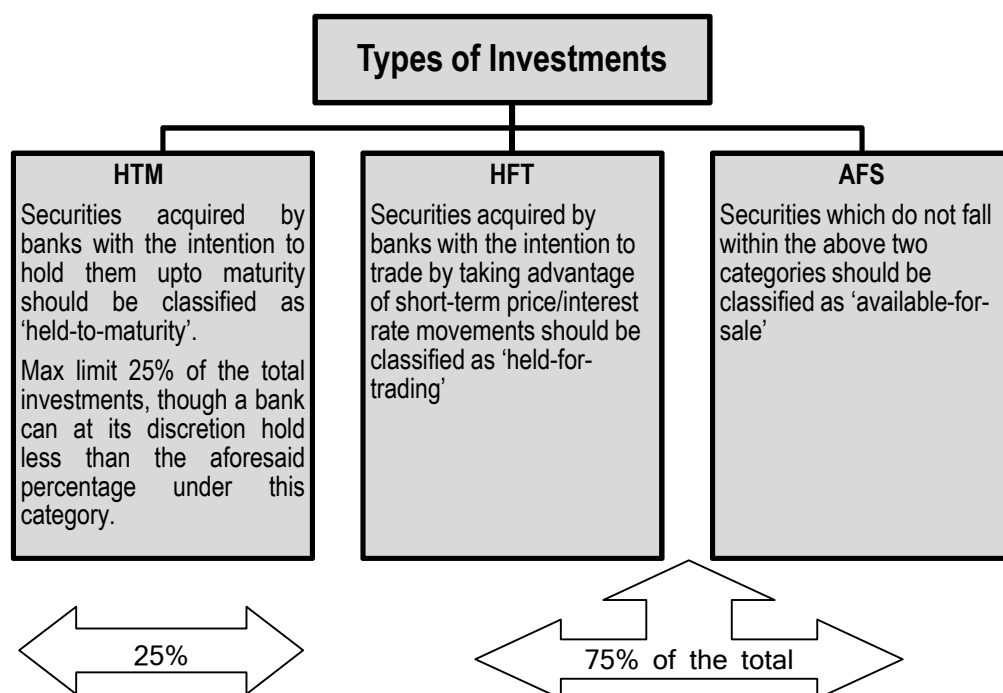 Types of Investments
HTM
Securities acquired by
banks with the intention to
hold them upto maturity
should be classified as
‘held-to-maturity’.
Max limit 25% of the total
investments, though a bank
can at its discretion hold
less than the aforesaid
percentage under this
category.
HFT
Securities acquired by
banks with the intention to
trade by taking advantage
of short-term price/interest
rate movements should be
classified as ‘held-for-
trading’
AFS
Securities which do not fall
within the above two
categories should be
classified as ‘available-for-
sale’
25%
75% of the total